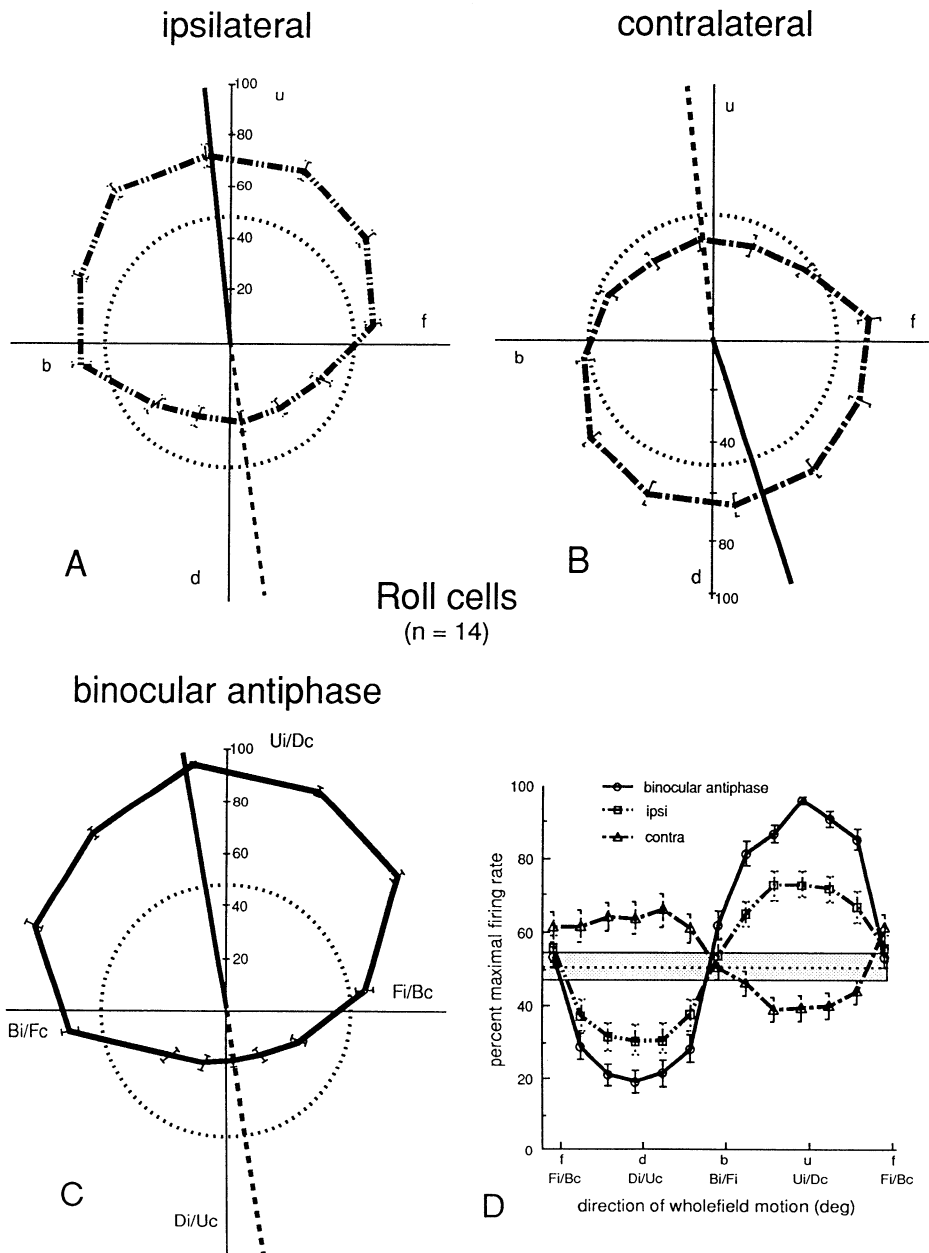 ipsilateral
contralateral
100
u
80
60
40
20
f
b
d
A
u
f
b
40
80
d
100
B
Roll cells
(n = 14)
binocular antiphase
100
Ui/Dc
80
60
40
20
Fi/Bc
Bi/Fc
Di/Uc
C
100
80
60
40
20
0
percent maximal firing rate
binocular antiphase
ipsi
contra
f d b u f
Fi/Bc Di/Uc Bi/Fi Ui/Dc Fi/Bc
direction of wholefield motion (deg)
D